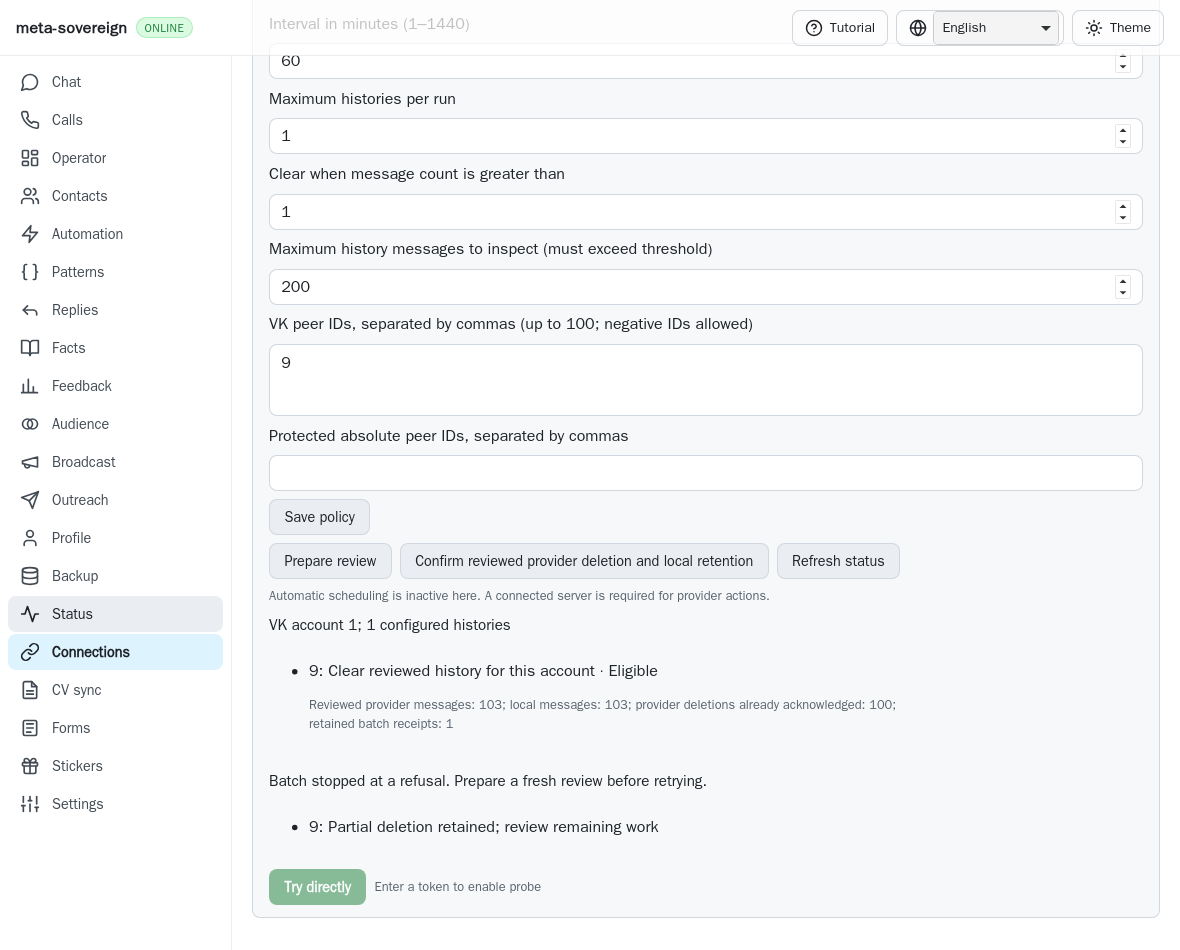 meta-sovereign ONLINE
Tutorial
English
Theme
Chat
Calls
Operator
Contacts
Automation
Patterns
Replies
Facts
Feedback
Audience
Broadcast
Outreach
Profile
Backup
Status
Connections
CV sync
Forms
Stickers
Settings
Interval in minutes (1–1440)
60
Maximum histories per run
1
Clear when message count is greater than
1
Maximum history messages to inspect (must exceed threshold)
200
VK peer IDs, separated by commas (up to 100; negative IDs allowed)
9
Protected absolute peer IDs, separated by commas
Save policy
Prepare review
Confirm reviewed provider deletion and local retention
Refresh status
Automatic scheduling is inactive here. A connected server is required for provider actions.
VK account 1; 1 configured histories
• 9: Clear reviewed history for this account · Eligible
Reviewed provider messages: 103; local messages: 103; provider deletions already acknowledged: 100;
retained batch receipts: 1
Batch stopped at a refusal. Prepare a fresh review before retrying.
• 9: Partial deletion retained; review remaining work
Try directly
Enter a token to enable probe